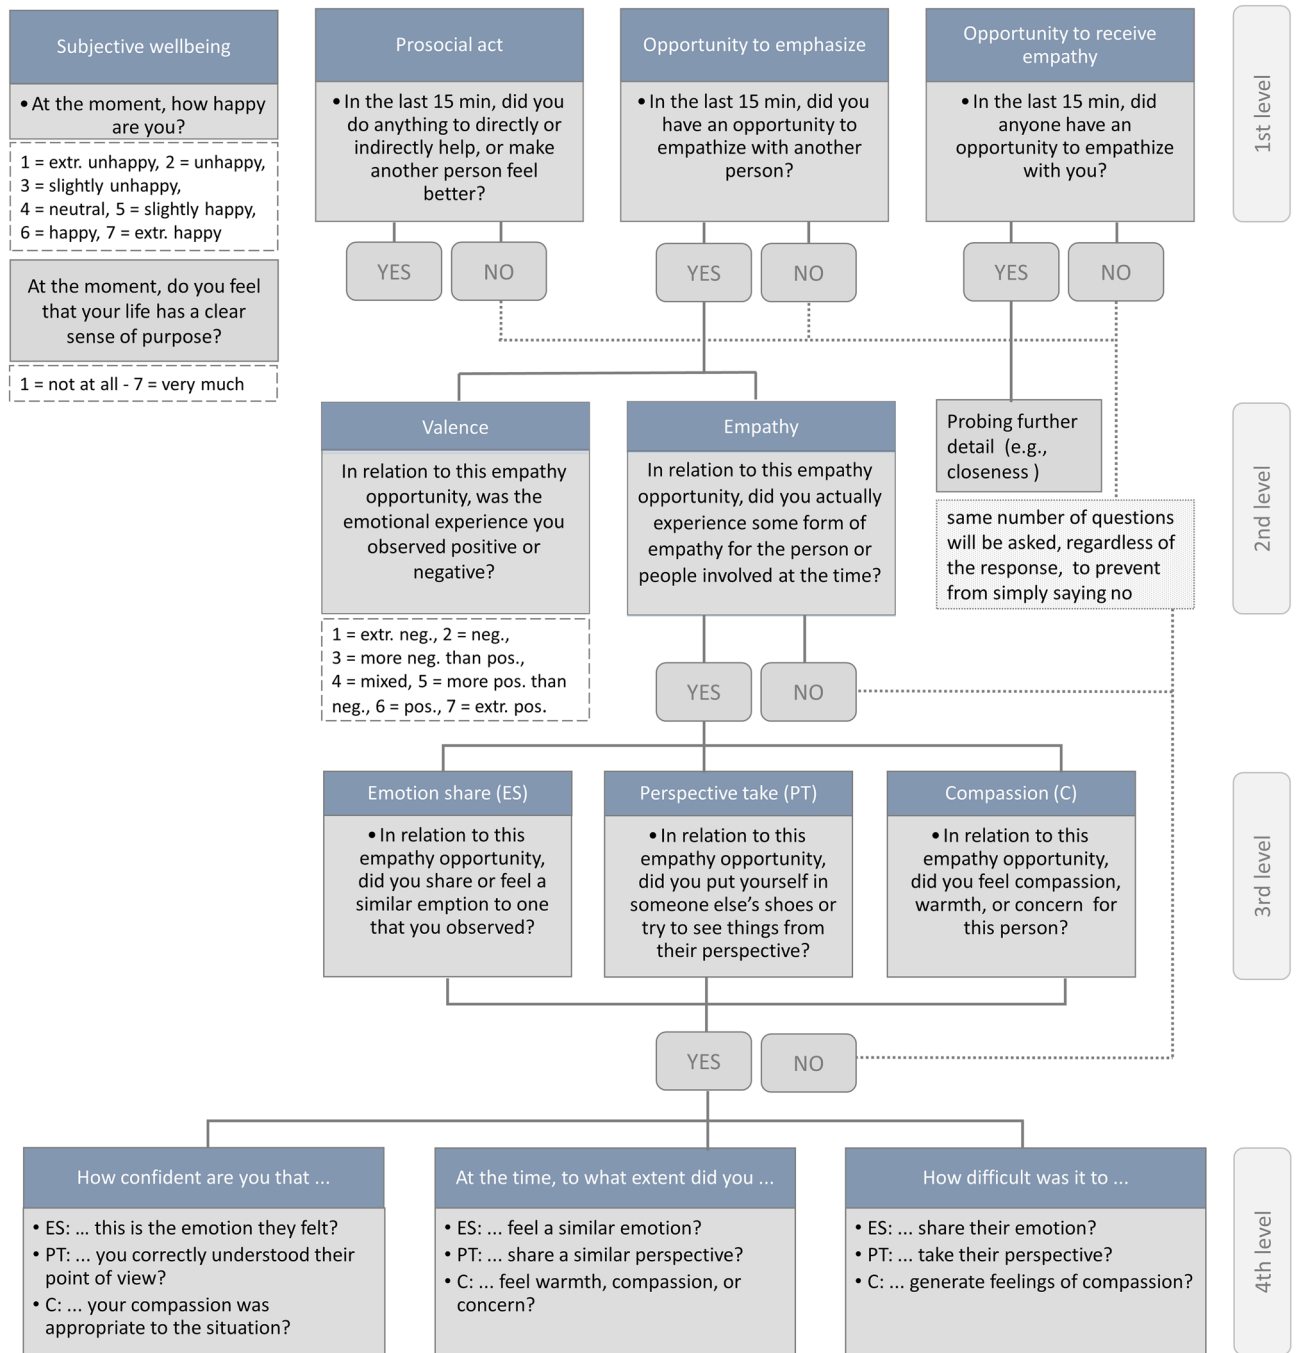 Subjective wellbeing
• At the moment, how happy
are you?
1 = extr. unhappy, 2 = unhappy,
3 = slightly unhappy,
4 = neutral, 5 = slightly happy,
6 = happy, 7 = extr. happy
At the moment, do you feel
that your life has a clear
sense of purpose?
1 = not at all - 7 = very much
Prosocial act
• In the last 15 min, did you
do anything to directly or
indirectly help, or make
another person feel
better?
YES
NO
Opportunity to emphasize
• In the last 15 min, did you
have an opportunity to
empathize with another
person?
YES
NO
Opportunity to receive
empathy
• In the last 15 min, did
anyone have an
opportunity to empathize
with you?
YES
NO
1st level
Valence
In relation to this empathy
opportunity, was the
emotional experience you
observed positive or
negative?
1 = extr. neg., 2 = neg.,
3 = more neg. than pos.,
4 = mixed, 5 = more pos. than
neg., 6 = pos., 7 = extr. pos.
Empathy
In relation to this empathy
opportunity, did you actually
experience some form of
empathy for the person or
people involved at the time?
YES
NO
Probing further
detail (e.g.,
closeness )
same number of questions
will be asked, regardless of
the response, to prevent
from simply saying no
2nd level
Emotion share (ES)
• In relation to this
empathy opportunity,
did you share or feel a
similar emption to one
that you observed?
Perspective take (PT)
• In relation to this
empathy opportunity,
did you put yourself in
someone else's shoes or
try to see things from
their perspective?
Compassion (C)
• In relation to this
empathy opportunity,
did you feel compassion,
warmth, or concern for
this person?
3rd level
YES
NO
How confident are you that ...
• ES: ... this is the emotion they felt?
• PT: ... you correctly understood their
point of view?
• C: ... your compassion was
appropriate to the situation?
At the time, to what extent did you ...
• ES: ... feel a similar emotion?
• PT: ... share a similar perspective?
• C: ... feel warmth, compassion, or
concern?
How difficult was it to ...
• ES: ... share their emotion?
• PT: ... take their perspective?
• C: ... generate feelings of compassion?
4th level